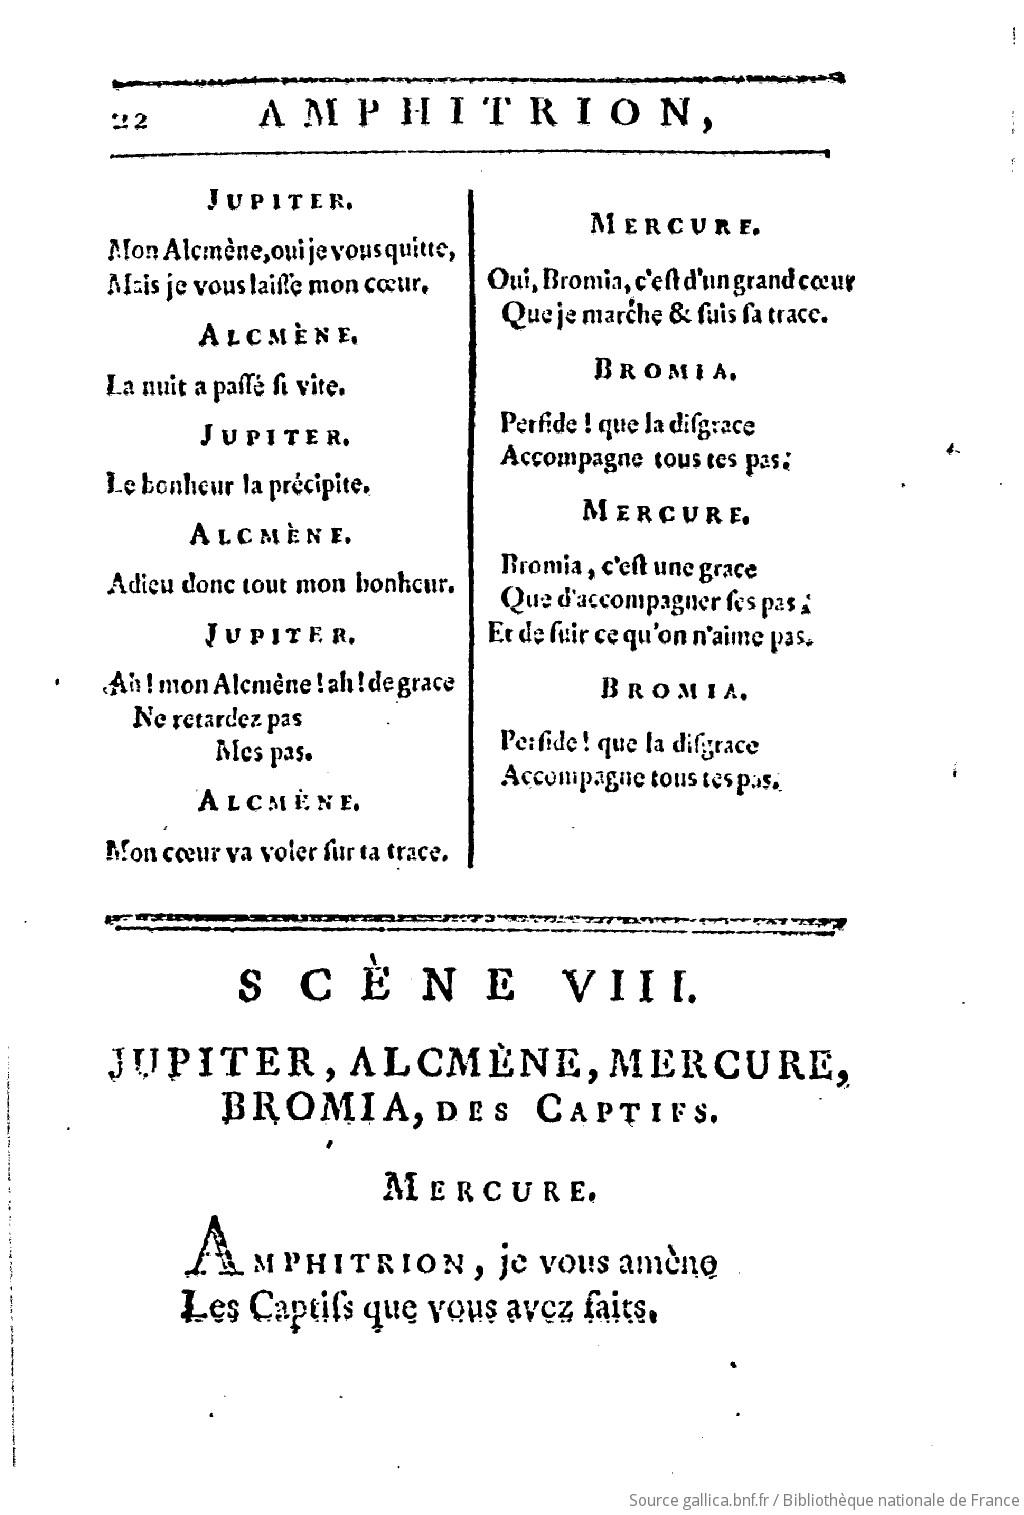 22 AMPHITRION,
JUPITER.
Mon Alcmène, oui je vous quitte,
Mais je vous laiſſe mon cœur.
ALCMÈNE.
La nuit a paſſé ſi vite.
JUPITER.
Le bonheur la précipite.
ALCMÈNE.
Adieu donc tout mon bonheur.
JUPITER.
Ah ! mon Alcmène ! ah ! de grace
Ne retardez pas
Mes pas.
ALCMÈNE.
Mon cœur va voler ſur ta trace.
MERCURE.
Oui, Bromia, c'eſt d'un grand cœur
Que je marche & ſuis ſa trace.
BROMIA.
Perfide ! que la diſgrace
Accompagne tous tes pas.
MERCURE.
Bromia, c'eſt une grace
Que d'accompagner ſes pas ;
Et de fuir ce qu'on n'aime pas.
BROMIA.
Perfide ! que la diſgrace
Accompagne tous tes pas.
SCÈNE VIII.
JUPITER, ALCMÈNE, MERCURE,
BROMIA, DES CAPTIFS.
MERCURE.
AMPHITRION, je vous amène
Les Captifs que vous avez faits.
Source gallica.bnf.fr / Bibliothèque nationale de France